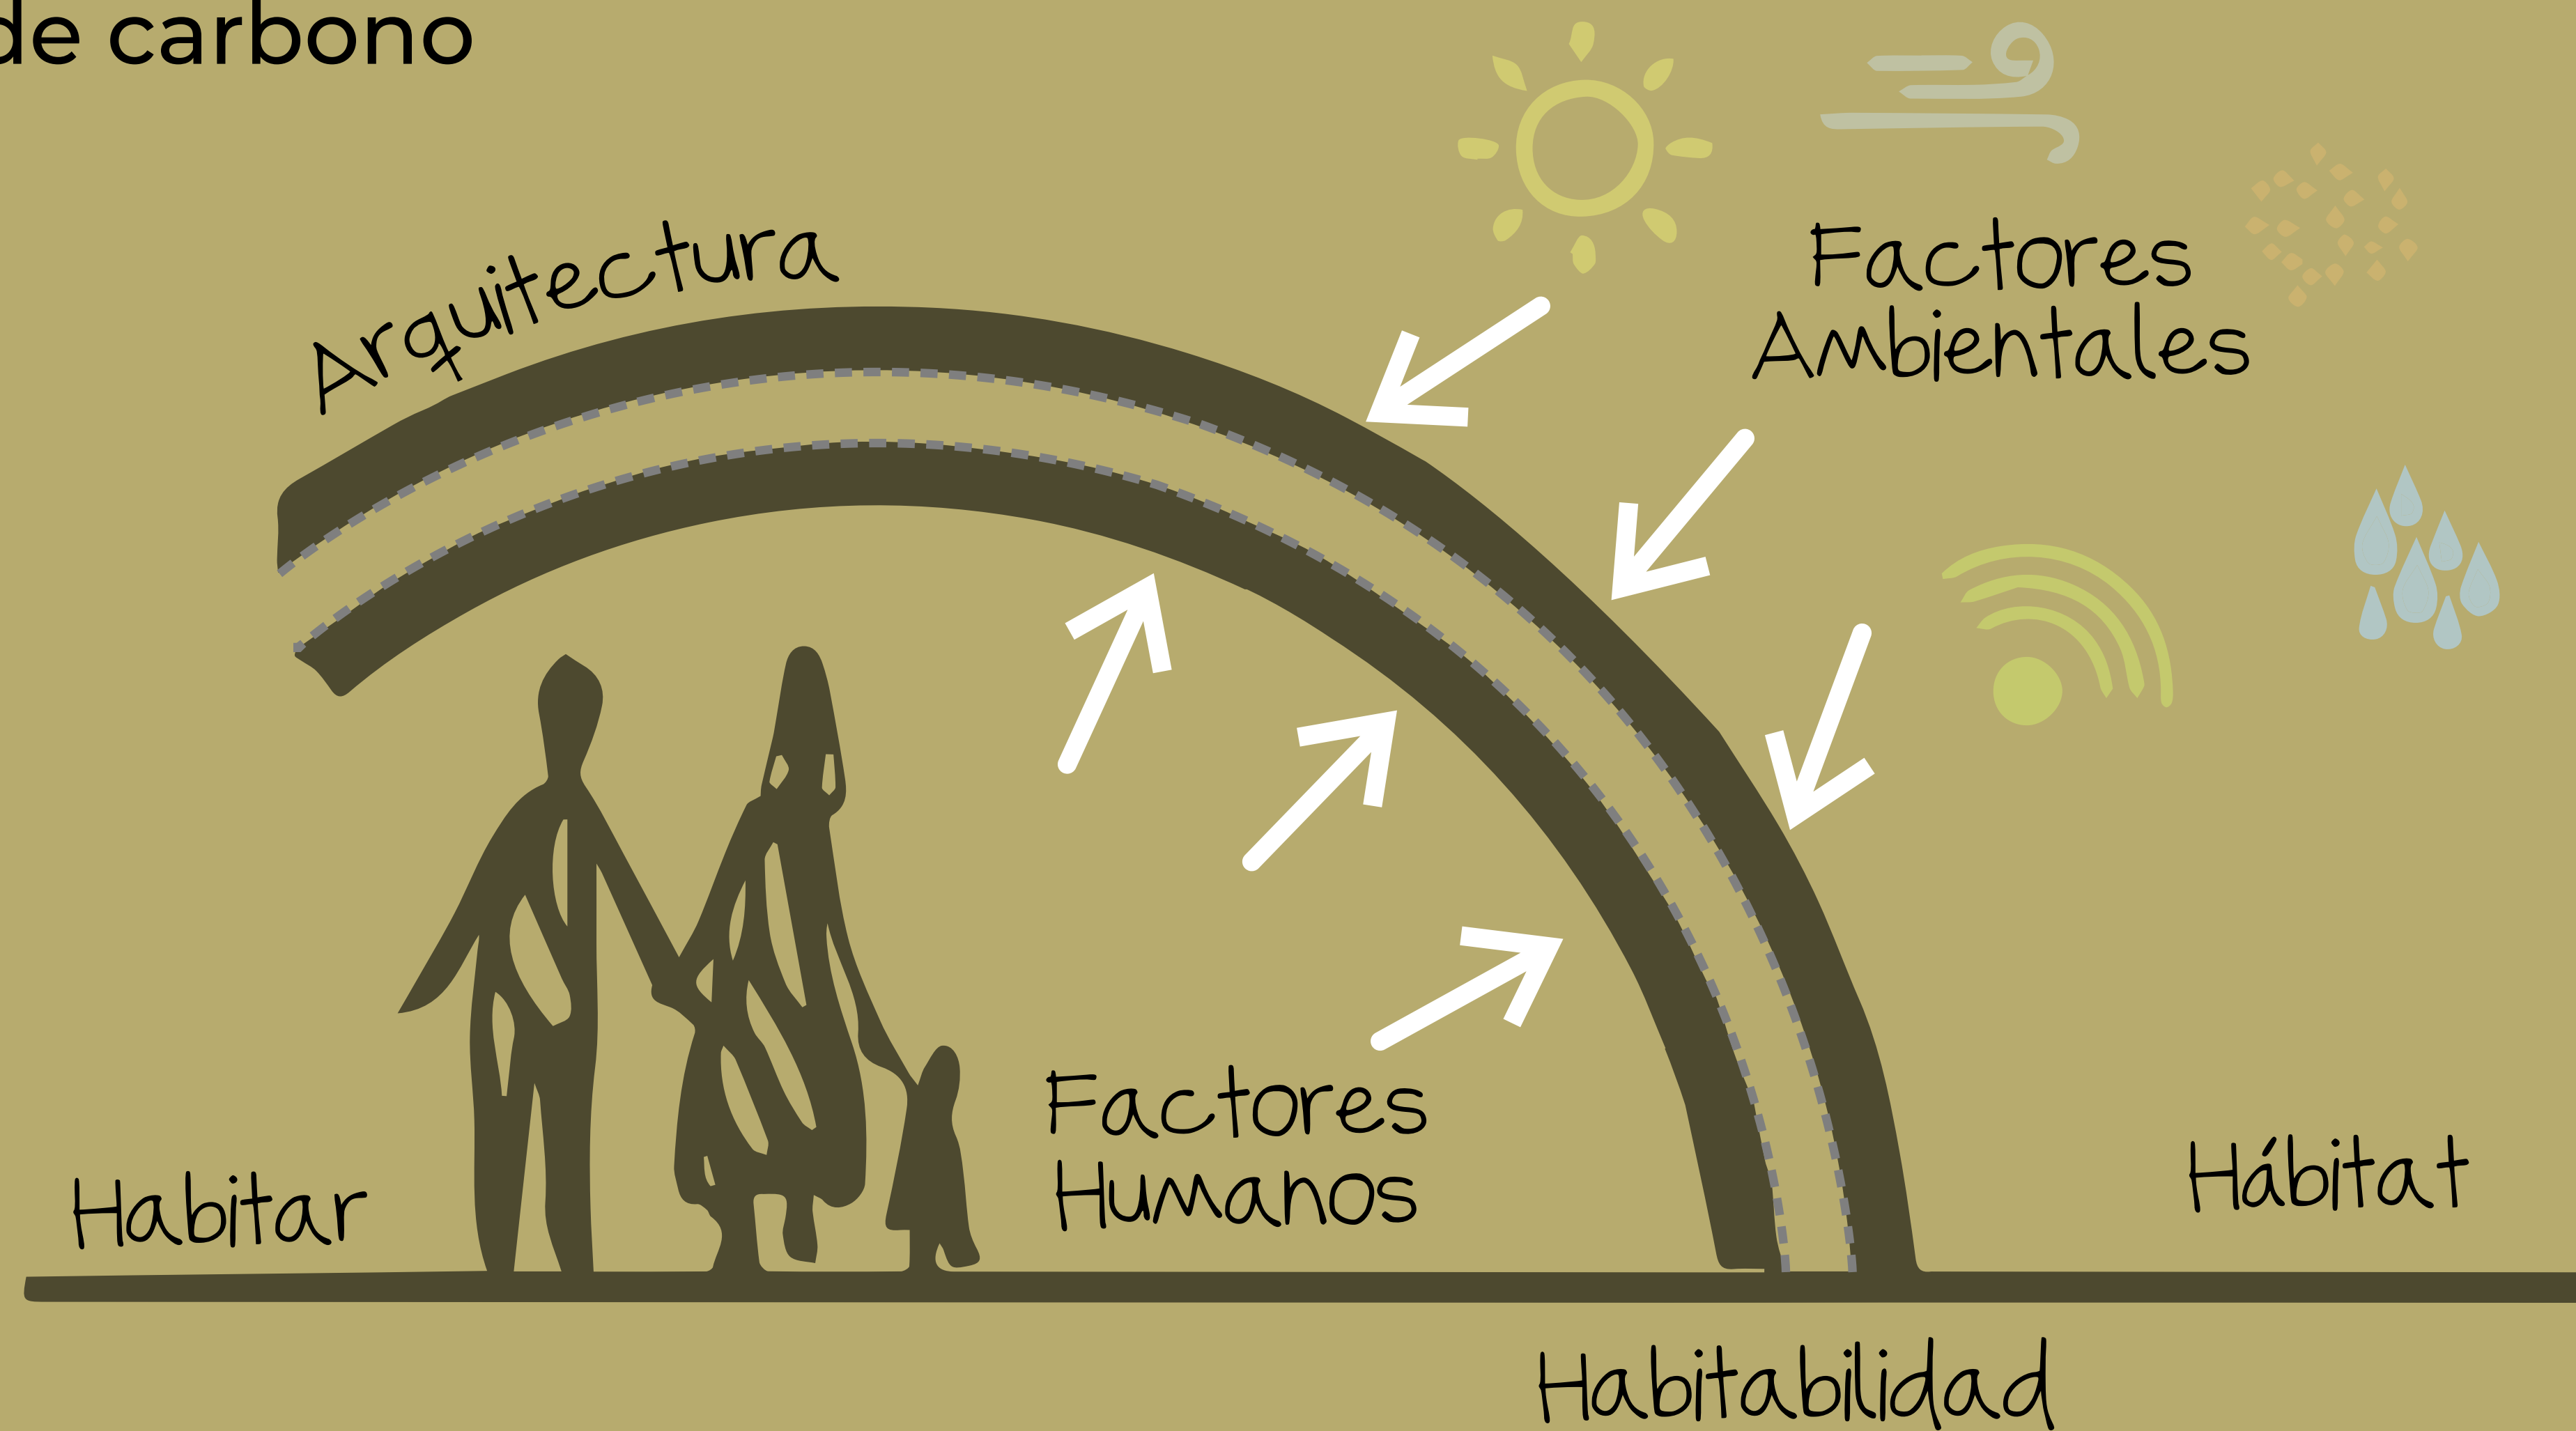 de carbono
Arquitectura
Factores
Ambientales
Factores
Humanos
Habitar
Hábitat
Habitabilidad